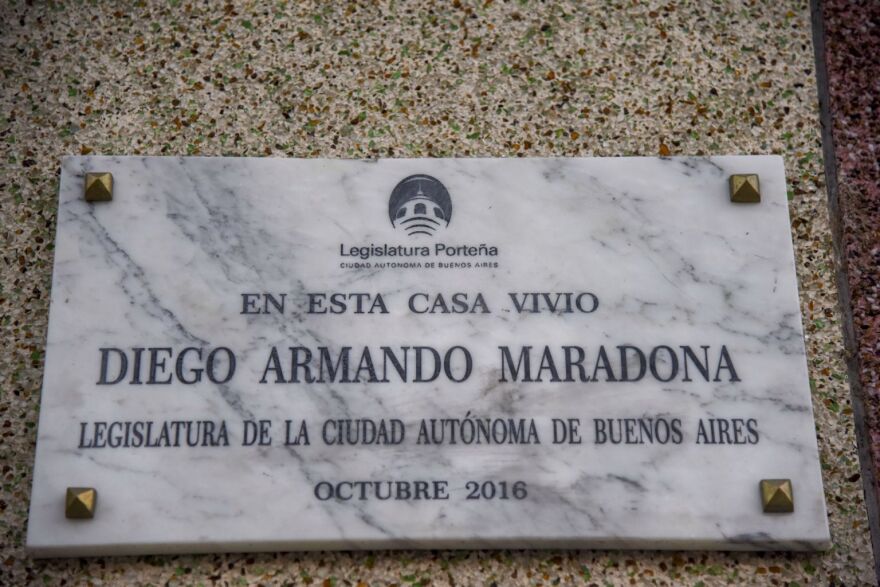 Legislatura Porteña
CIUDAD AUTONOMA DE BUENOS AIRES
EN ESTA CASA VIVIO
DIEGO ARMANDO MARADONA
LEGISLATURA DE LA CIUDAD AUTÓNOMA DE BUENOS AIRES
OCTUBRE 2016